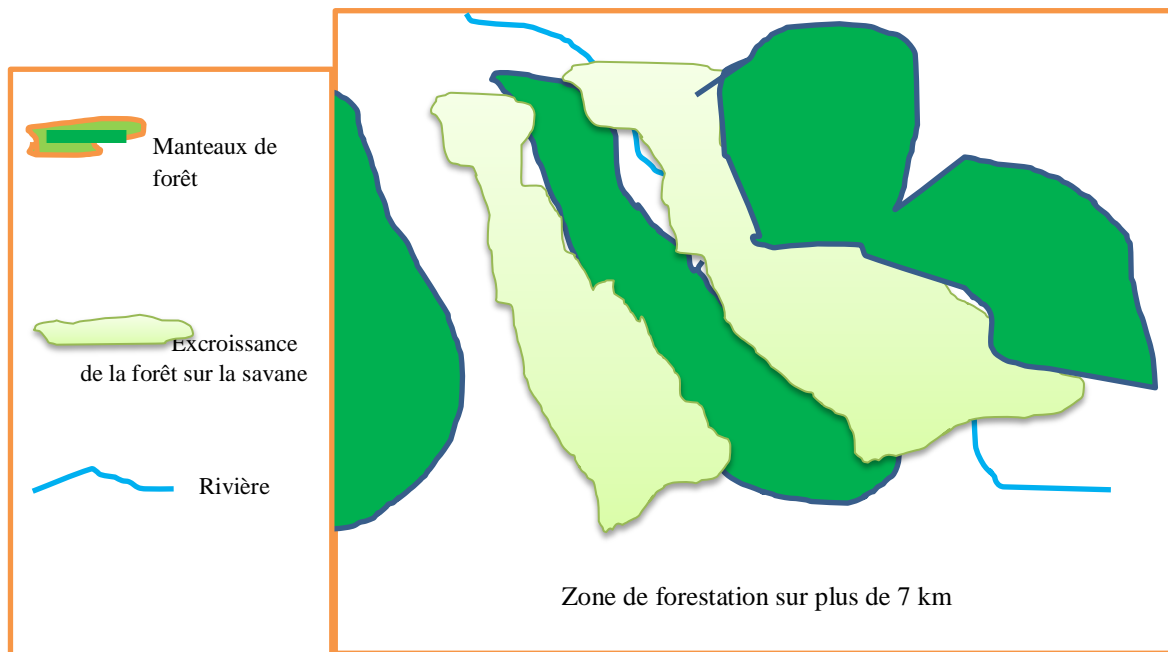 Manteaux de
forêt
Excroissance
de la forêt sur la savane
Rivière
Zone de forestation sur plus de 7 km